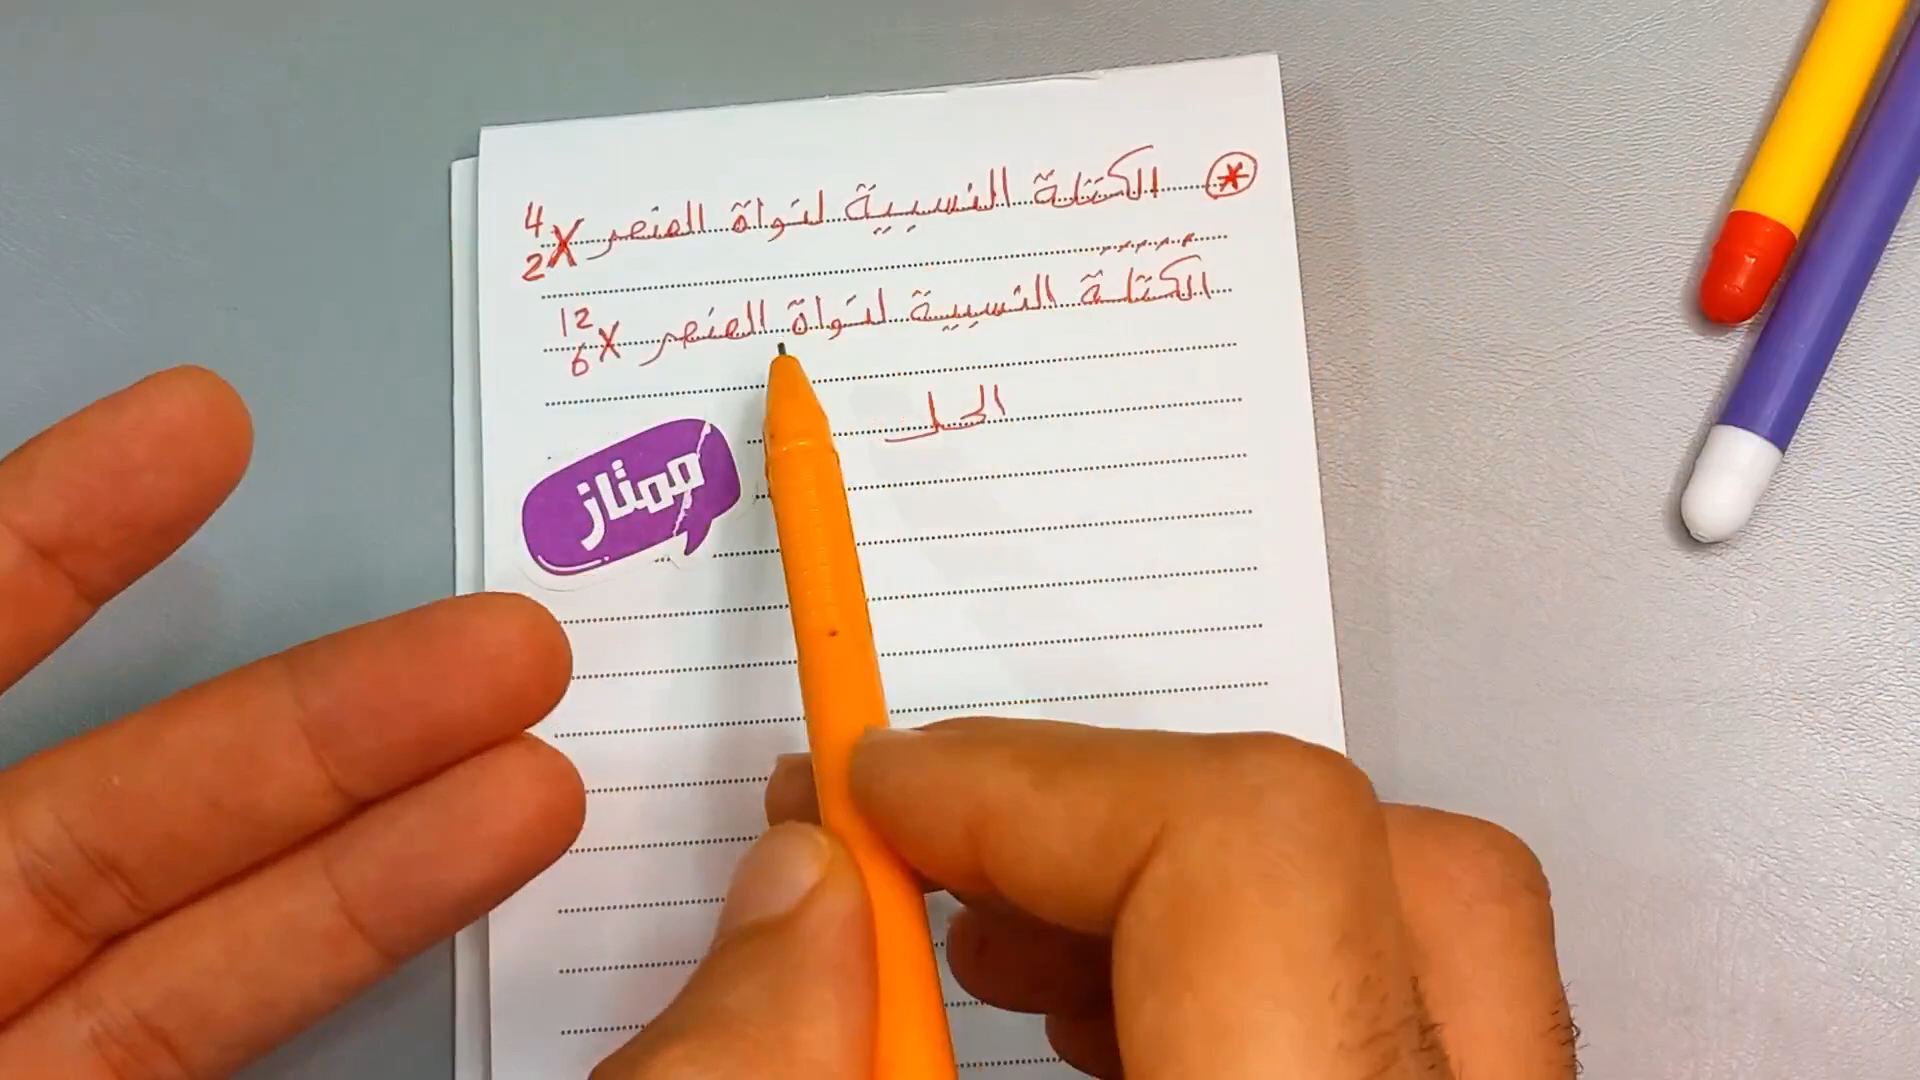 * الكتلة النسبية لنواة العنصر ⁴₂X
.....
الكتلة النسبية لنواة العنصر ¹²₆X
الحل
ممتاز